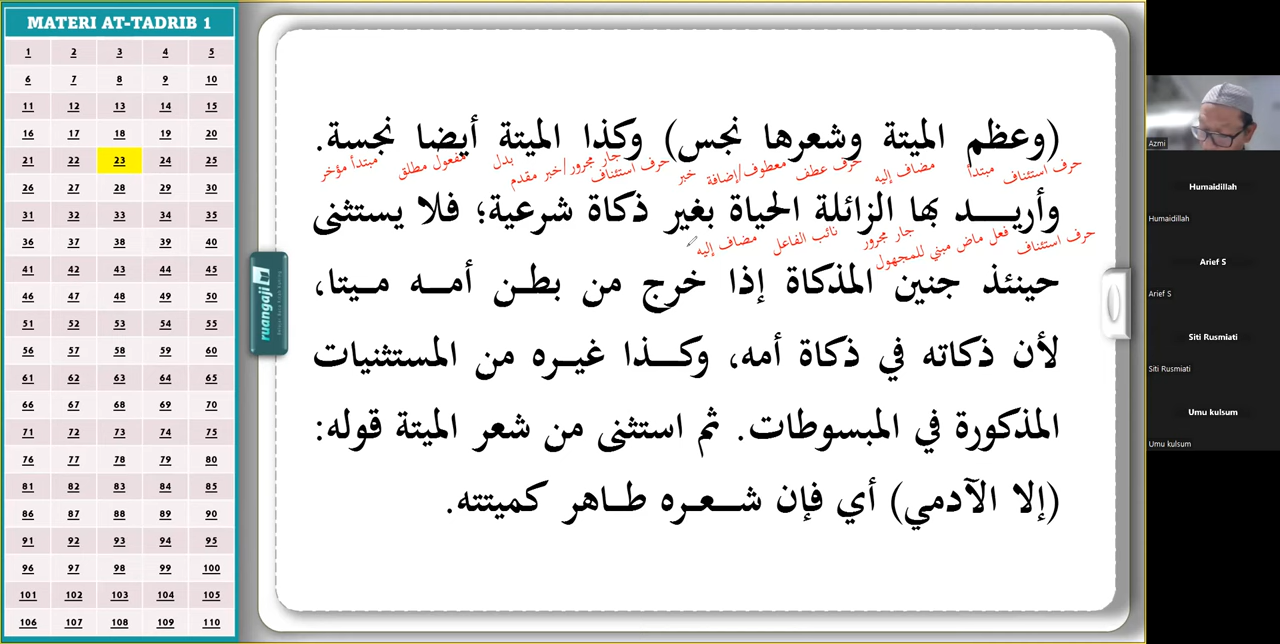 MATERI AT-TADRIB 1
1 2 3 4 5
6 7 8 9 10
11 12 13 14 15
16 17 18 19 20
21 22 23 24 25
26 27 28 29 30
31 32 33 34 35
36 37 38 39 40
41 42 43 44 45
46 47 48 49 50
51 52 53 54 55
56 57 58 59 60
61 62 63 64 65
66 67 68 69 70
71 72 73 74 75
76 77 78 79 80
81 82 83 84 85
86 87 88 89 90
91 92 93 94 95
96 97 98 99 100
101 102 103 104 105
106 107 108 109 110
ruangaji
(وعظم الميتة وشعرها نجس) وكذا الميتة أيضا نجسة.
حرف استئناف مبتدأ مضاف إليه حرف عطف معطوف/إضافة خبر حرف استئناف جار مجرور/خبر مقدم بدل مفعول مطلق مبتدأ مؤخر
وأريد بها الزائلة الحياة بغير ذكاة شرعية؛ فلا يستثنى
حرف استئناف فعل ماض مبني للمجهول جار مجرور نائب الفاعل مضاف إليه
حينئذ جنين المذكاة إذا خرج من بطن أمه ميتا،
لأن ذكاته في ذكاة أمه، وكذا غيره من المستثنيات
المذكورة في المبسوطات. ثم استثنى من شعر الميتة قوله:
(إلا الآدمي) أي فإن شعره طاهر كميتته.
Azmi
Humaidillah
Humaidillah
Arief S
Arief S
Siti Rusmiati
Siti Rusmiati
Umu kulsum
Umu kulsum